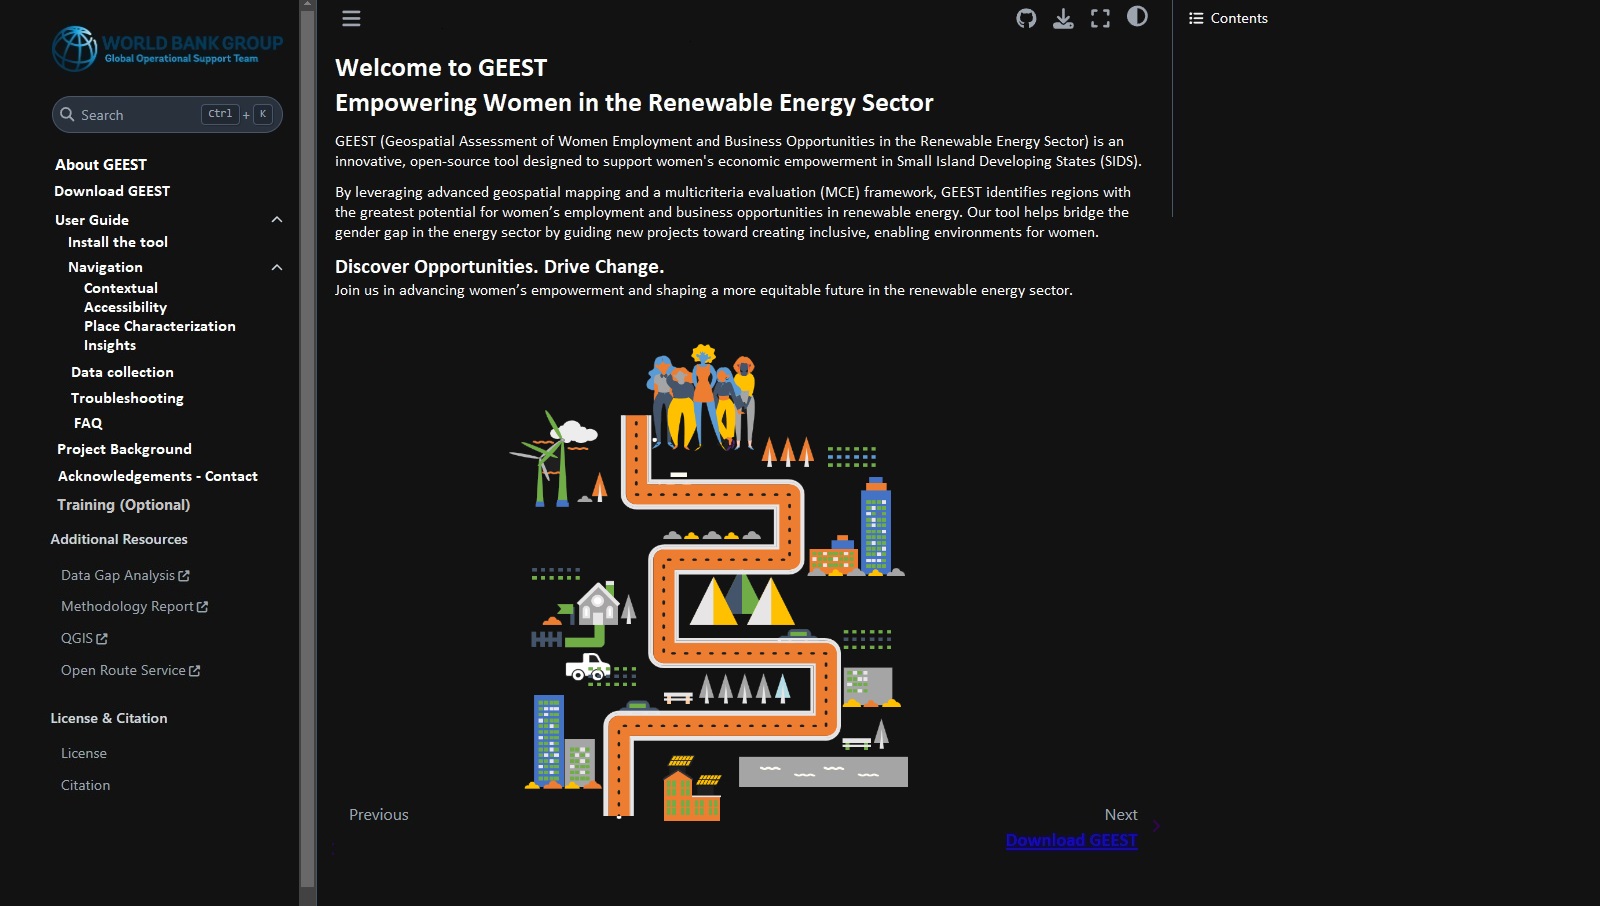 WORLD BANK GROUP
Global Operational Support Team
Search Ctrl + K
About GEEST
Download GEEST
User Guide
Install the tool
Navigation
Contextual
Accessibility
Place Characterization
Insights
Data collection
Troubleshooting
FAQ
Project Background
Acknowledgements - Contact
Training (Optional)
Additional Resources
Data Gap Analysis
Methodology Report
QGIS
Open Route Service
License & Citation
License
Citation
Welcome to GEEST
Empowering Women in the Renewable Energy Sector
GEEST (Geospatial Assessment of Women Employment and Business Opportunities in the Renewable Energy Sector) is an
innovative, open-source tool designed to support women's economic empowerment in Small Island Developing States (SIDS).
By leveraging advanced geospatial mapping and a multicriteria evaluation (MCE) framework, GEEST identifies regions with
the greatest potential for women’s employment and business opportunities in renewable energy. Our tool helps bridge the
gender gap in the energy sector by guiding new projects toward creating inclusive, enabling environments for women.
Discover Opportunities. Drive Change.
Join us in advancing women’s empowerment and shaping a more equitable future in the renewable energy sector.
Previous
Next
Download GEEST
Contents